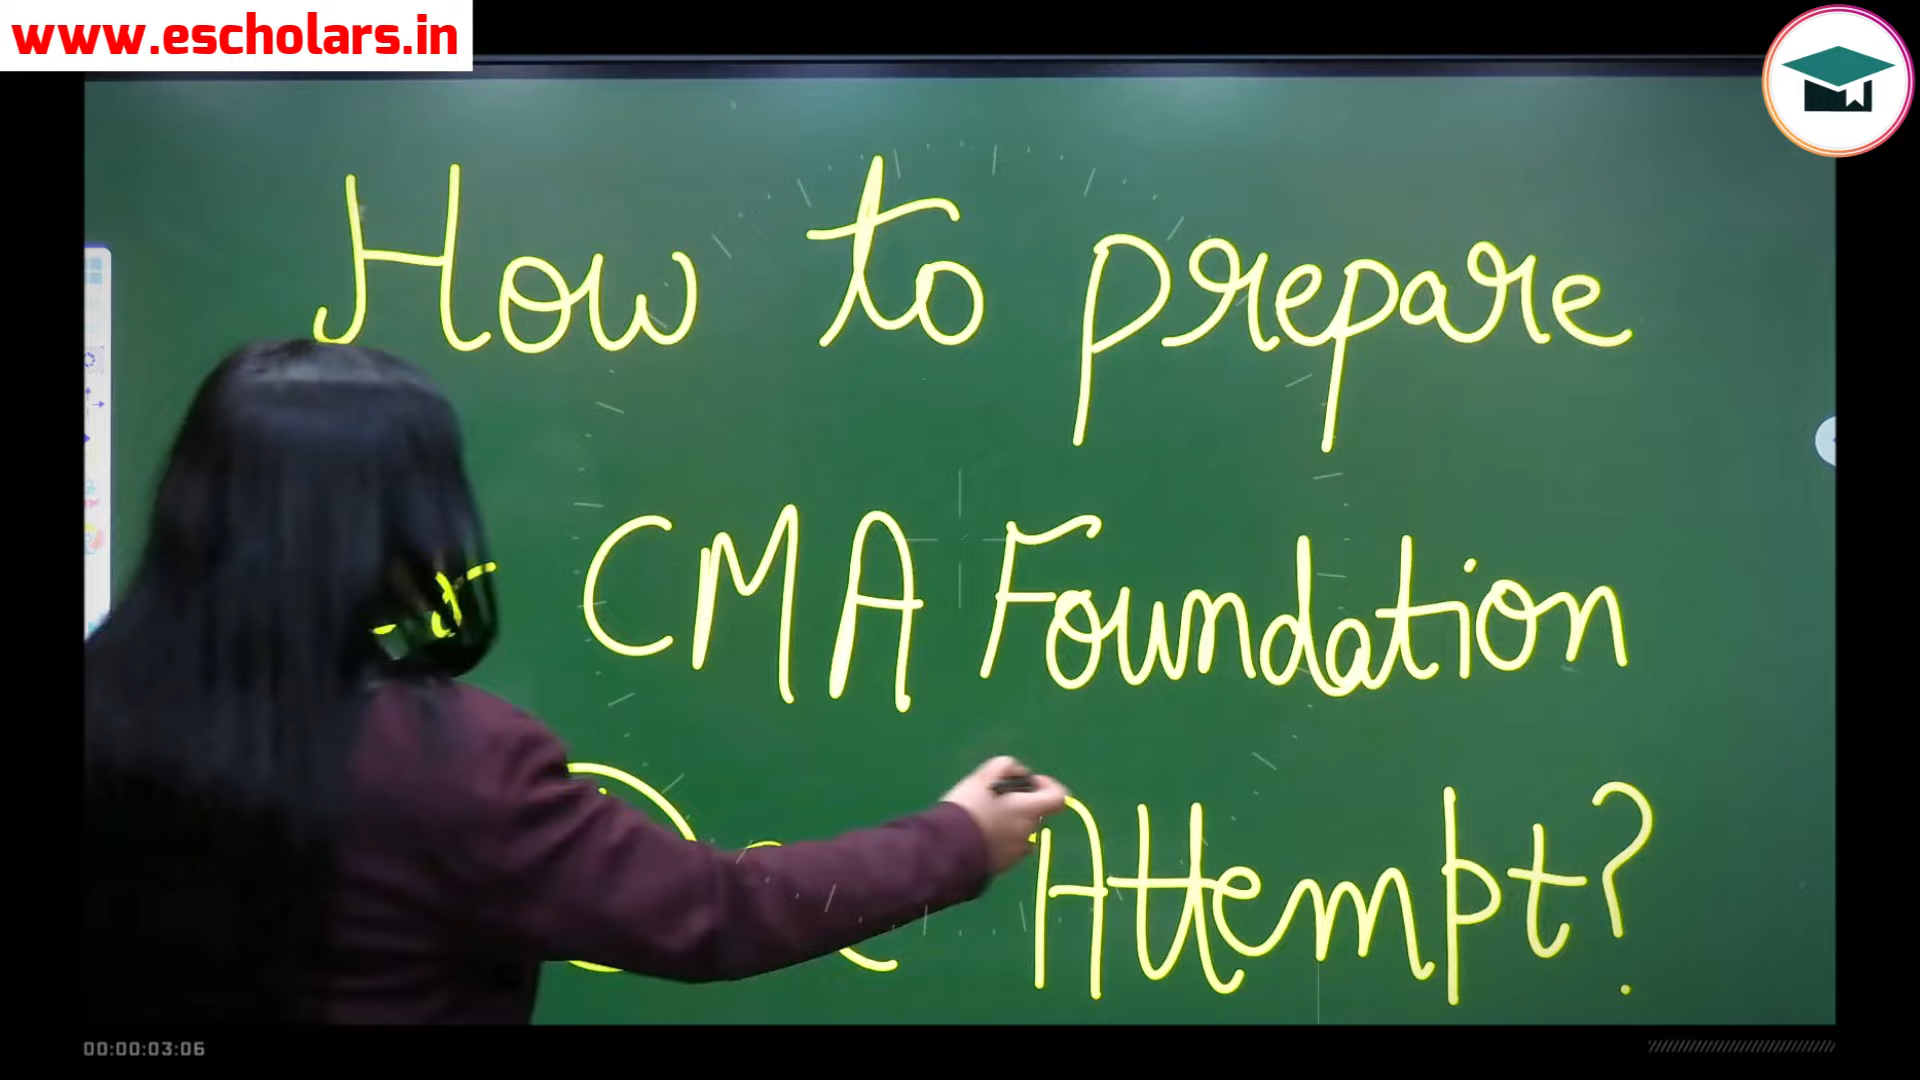 www.escholars.in
How to prepare
CMA Foundation
Attempt?
00:00:03:06